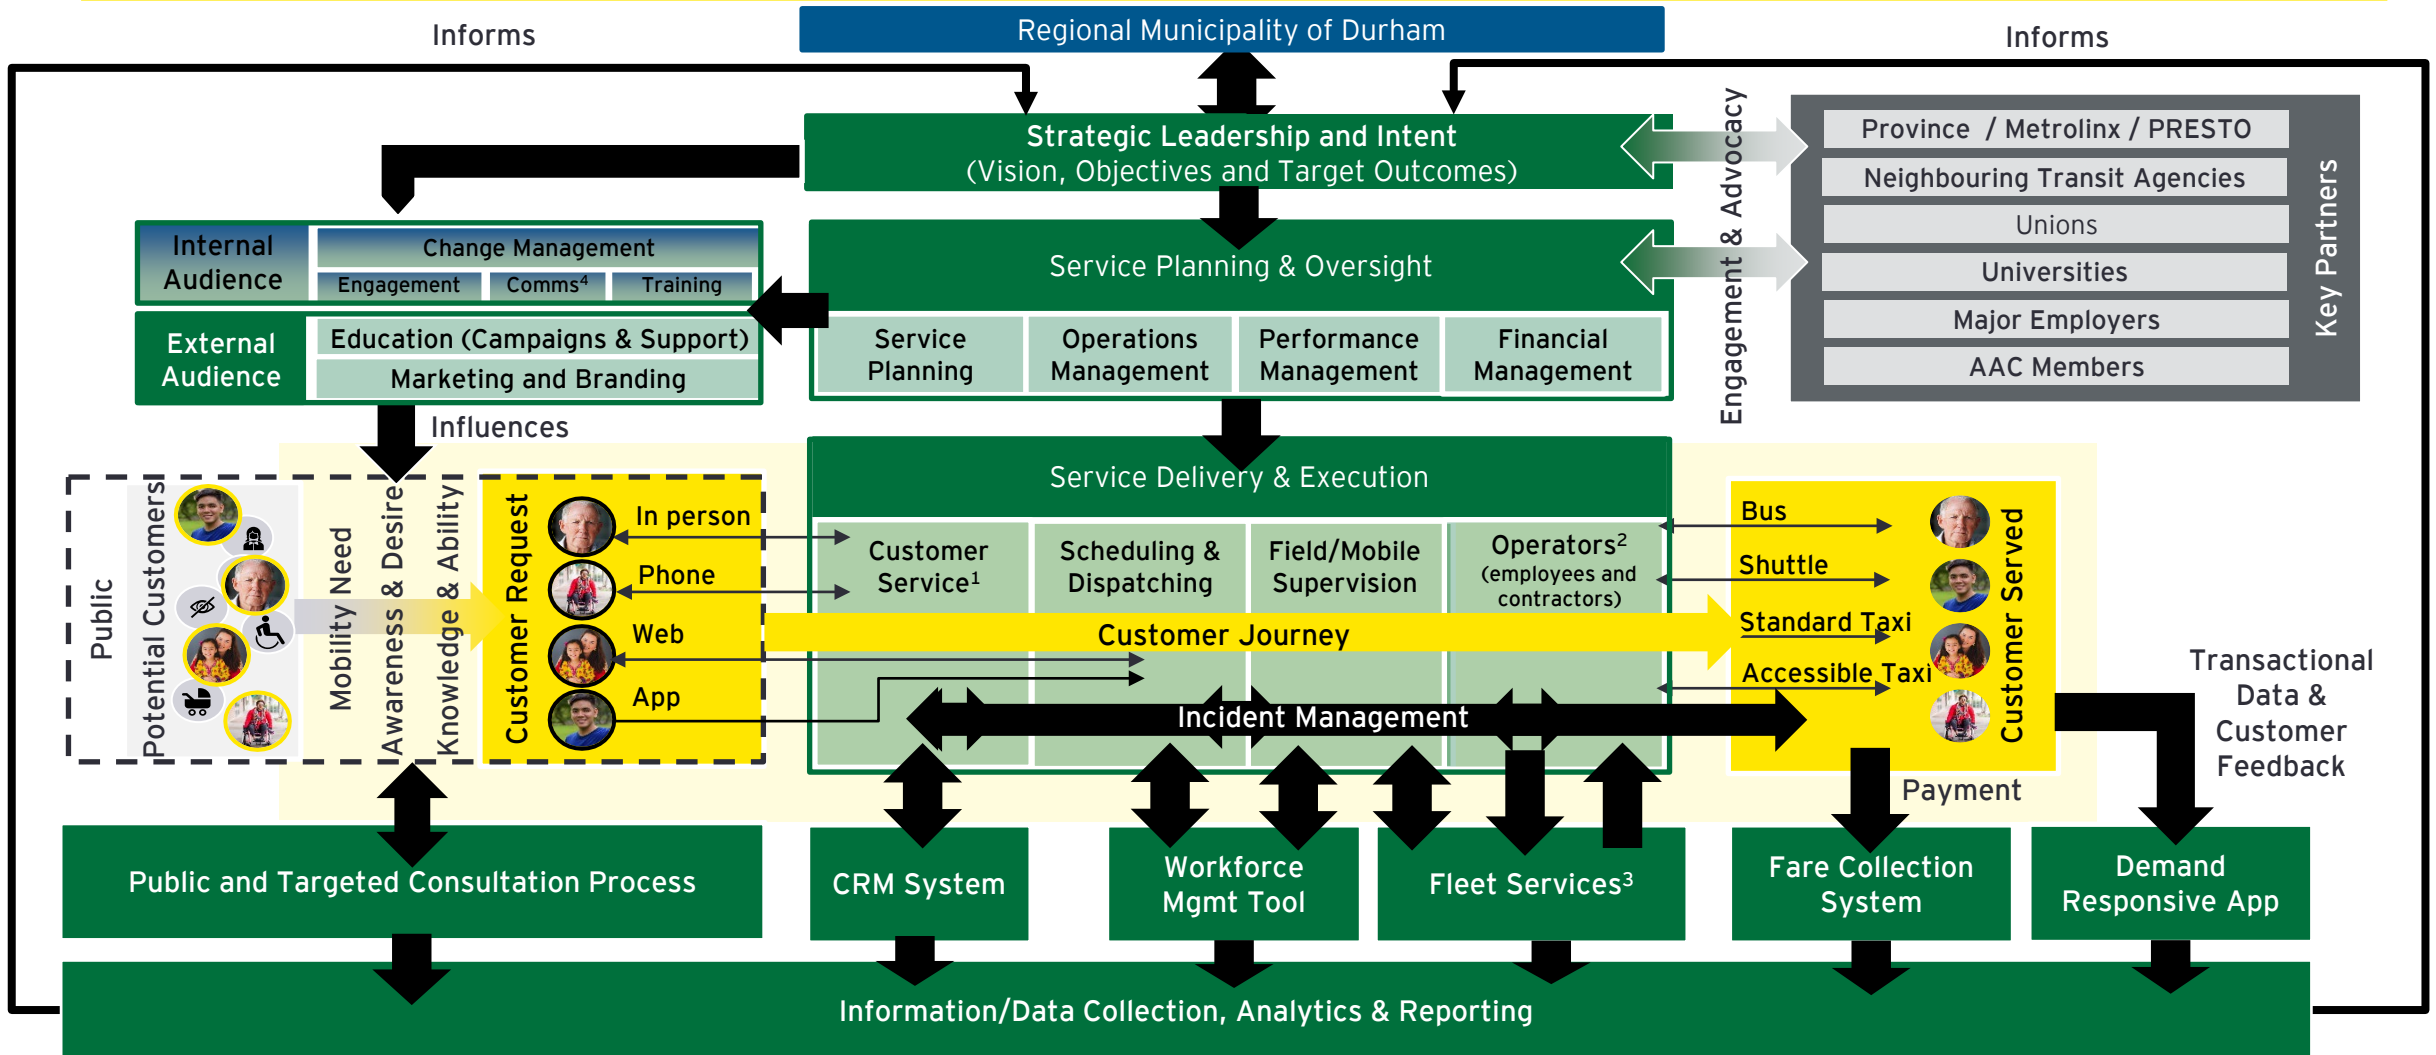 Regional Municipality of Durham
Informs
Informs
Strategic Leadership and Intent
(Vision, Objectives and Target Outcomes)
Engagement & Advocacy
Province / Metrolinx / PRESTO
Neighbouring Transit Agencies
Unions
Universities
Major Employers
AAC Members
Key Partners
Internal
Audience
Change Management
Engagement
Comms⁴
Training
External
Audience
Education (Campaigns & Support)
Marketing and Branding
Service Planning & Oversight
Service
Planning
Operations
Management
Performance
Management
Financial
Management
Influences
Public
Potential Customers
Mobility Need
Awareness & Desire
Knowledge & Ability
Customer Request
In person
Phone
Web
App
Service Delivery & Execution
Customer
Service¹
Scheduling &
Dispatching
Field/Mobile
Supervision
Operators²
(employees and
contractors)
Customer Journey
Incident Management
Bus
Shuttle
Standard Taxi
Accessible Taxi
Customer Served
Transactional
Data &
Customer
Feedback
Payment
Public and Targeted Consultation Process
CRM System
Workforce
Mgmt Tool
Fleet Services³
Fare Collection
System
Demand
Responsive App
Information/Data Collection, Analytics & Reporting